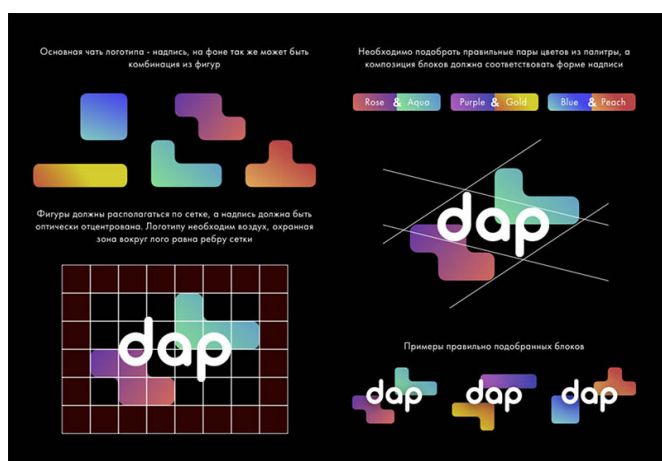 Основная чать логотипа - надпись, на фоне так же может быть
комбинация из фигур
Фигуры должны располагаться по сетке, а надпись должна быть
оптически отцентрована. Логотипу необходим воздух, охранная
зона вокруг лого равна ребру сетки
dap
Необходимо подобрать правильные пары цветов из палитры, а
композиция блоков должна соответствовать форме надписи
Rose & Aqua Purple & Gold Blue & Peach
dap
Примеры правильно подобранных блоков
dap dap dap